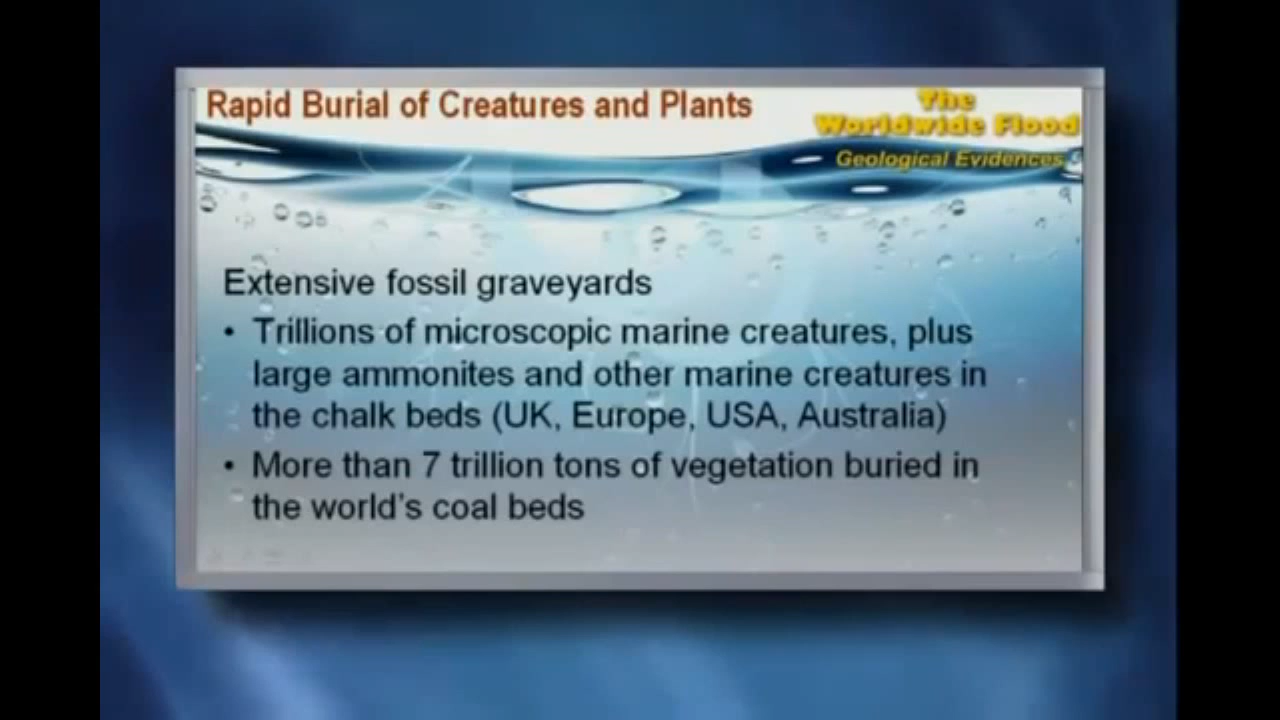 Rapid Burial of Creatures and Plants
The
Worldwide Flood
Geological Evidences
Extensive fossil graveyards
• Trillions of microscopic marine creatures, plus
large ammonites and other marine creatures in
the chalk beds (UK, Europe, USA, Australia)
• More than 7 trillion tons of vegetation buried in
the world's coal beds